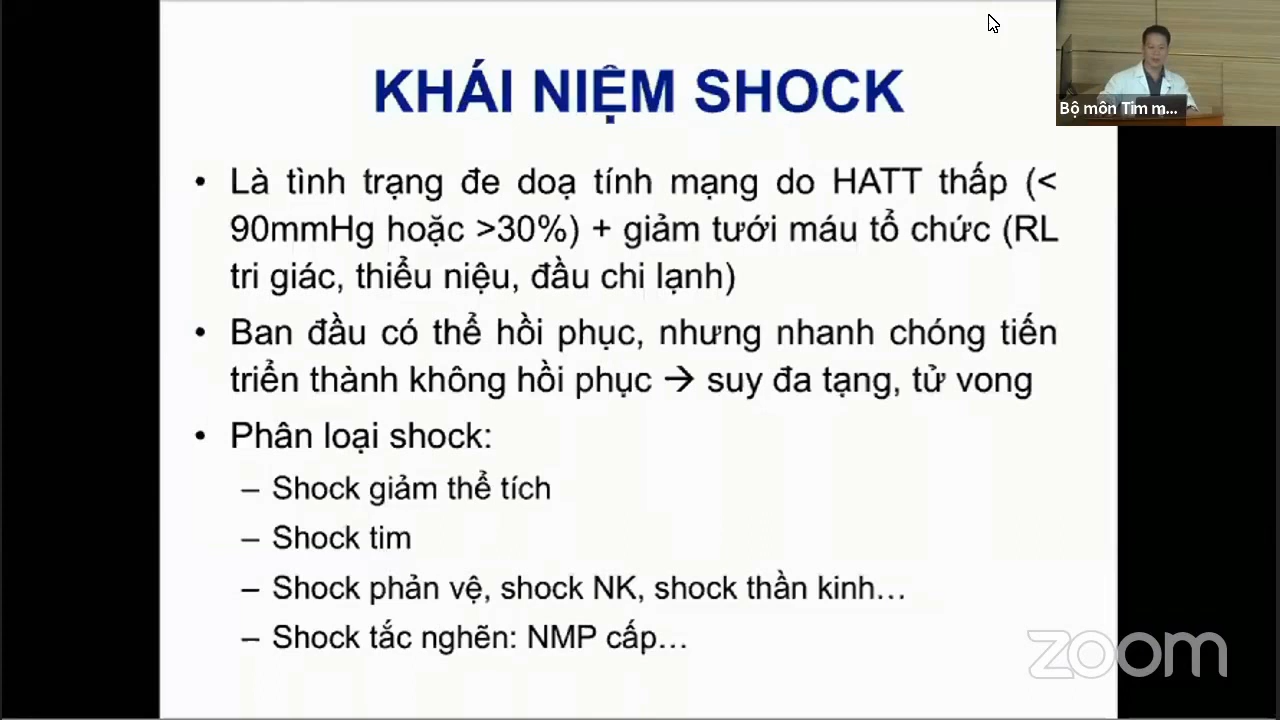 KHÁI NIỆM SHOCK
Bộ môn Tim m...
• Là tình trạng đe doạ tính mạng do HATT thấp (<
90mmHg hoặc >30%) + giảm tưới máu tổ chức (RL
tri giác, thiểu niệu, đầu chi lạnh)
• Ban đầu có thể hồi phục, nhưng nhanh chóng tiến
triển thành không hồi phục → suy đa tạng, tử vong
• Phân loại shock:
– Shock giảm thể tích
– Shock tim
– Shock phản vệ, shock NK, shock thần kinh…
– Shock tắc nghẽn: NMP cấp…
zoom